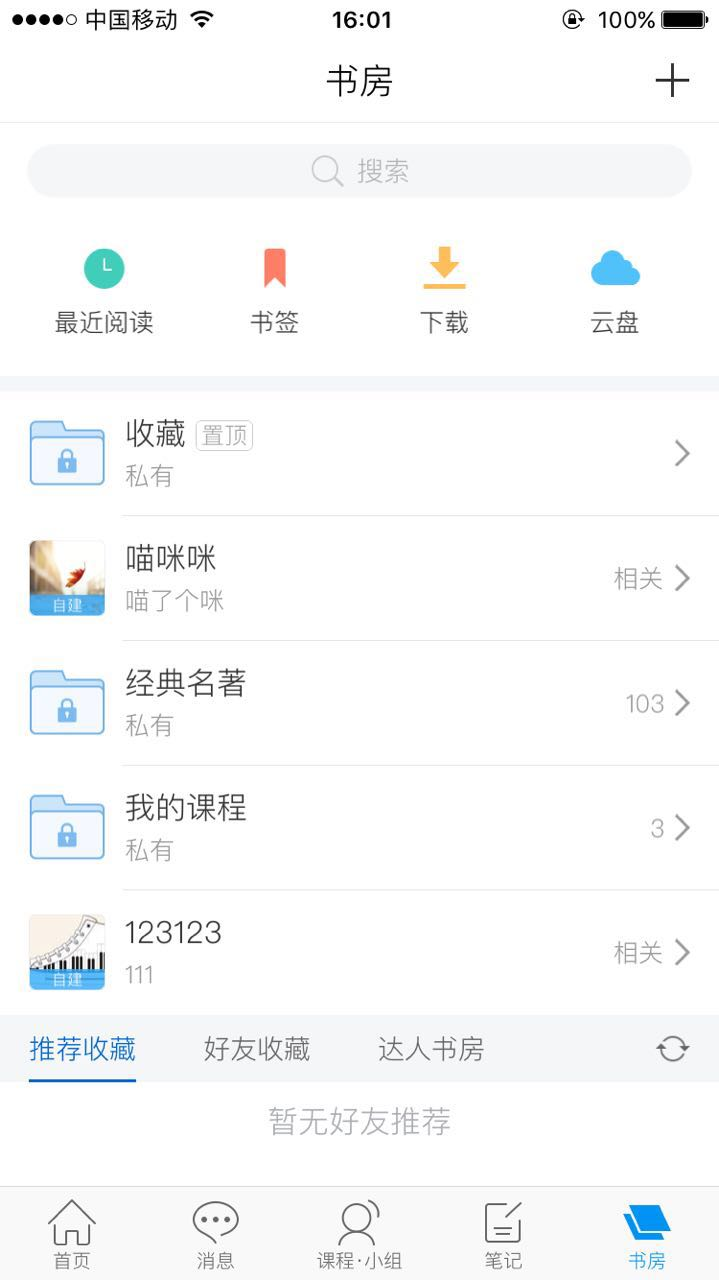 中国移动 16:01 100%
书房
搜索
最近阅读 书签 下载 云盘
收藏 置顶
私有
喵咪咪
喵了个咪
自建
相关
经典名著
私有
103
我的课程
私有
3
123123
111
自建
相关
推荐收藏 好友收藏 达人书房
暂无好友推荐
首页 消息 课程·小组 笔记 书房